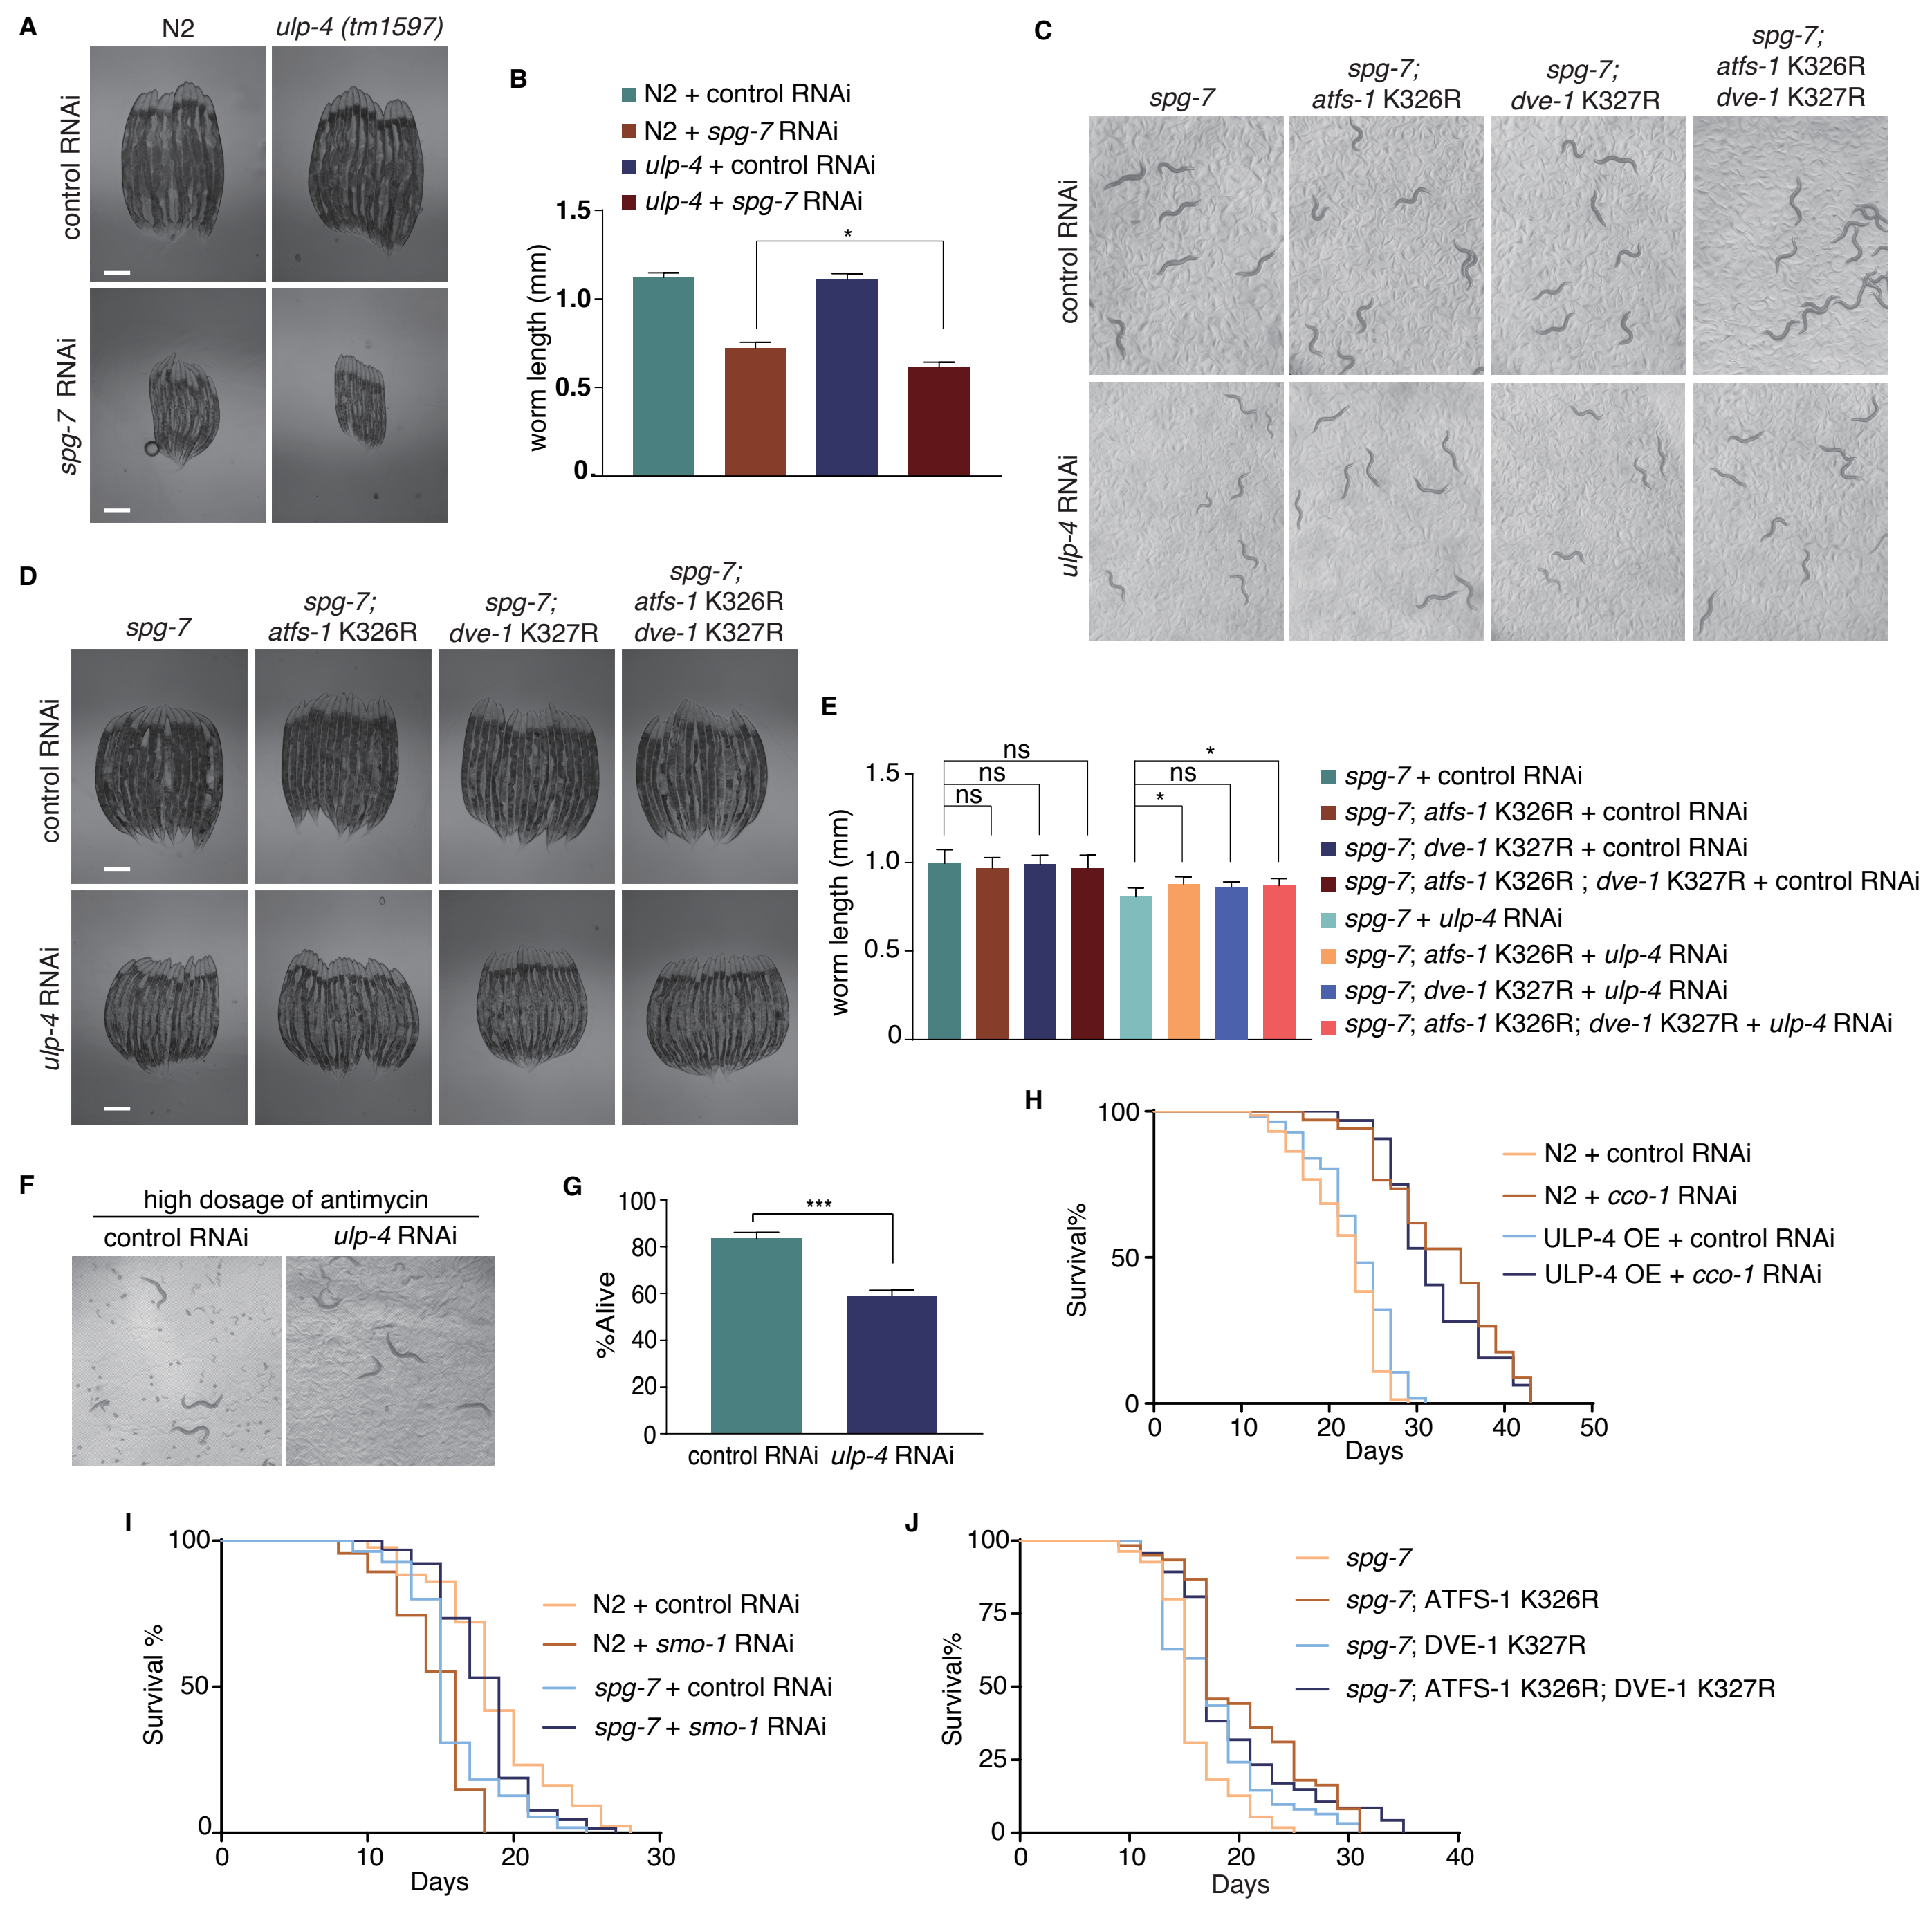 A
N2
ulp-4 (tm1597)
control RNAi
spg-7 RNAi
B
N2 + control RNAi
N2 + spg-7 RNAi
ulp-4 + control RNAi
ulp-4 + spg-7 RNAi
worm length (mm)
1.5
1.0
0.5
0.
*
C
spg-7
spg-7;
atfs-1 K326R
spg-7;
dve-1 K327R
spg-7;
atfs-1 K326R
dve-1 K327R
control RNAi
ulp-4 RNAi
D
spg-7
spg-7;
atfs-1 K326R
spg-7;
dve-1 K327R
spg-7;
atfs-1 K326R
dve-1 K327R
control RNAi
ulp-4 RNAi
E
worm length (mm)
1.5
1.0
0.5
0
ns
ns
ns
*
ns
*
spg-7 + control RNAi
spg-7; atfs-1 K326R + control RNAi
spg-7; dve-1 K327R + control RNAi
spg-7; atfs-1 K326R ; dve-1 K327R + control RNAi
spg-7 + ulp-4 RNAi
spg-7; atfs-1 K326R + ulp-4 RNAi
spg-7; dve-1 K327R + ulp-4 RNAi
spg-7; atfs-1 K326R; dve-1 K327R + ulp-4 RNAi
F
high dosage of antimycin
control RNAi
ulp-4 RNAi
G
%Alive
100
80
60
40
20
0
***
control RNAi ulp-4 RNAi
H
Survival%
100
50
0
0 10 20 30 40 50
Days
N2 + control RNAi
N2 + cco-1 RNAi
ULP-4 OE + control RNAi
ULP-4 OE + cco-1 RNAi
I
Survival %
100
50
0
0 10 20 30
Days
N2 + control RNAi
N2 + smo-1 RNAi
spg-7 + control RNAi
spg-7 + smo-1 RNAi
J
Survival%
100
75
50
25
0
0 10 20 30 40
Days
spg-7
spg-7; ATFS-1 K326R
spg-7; DVE-1 K327R
spg-7; ATFS-1 K326R; DVE-1 K327R